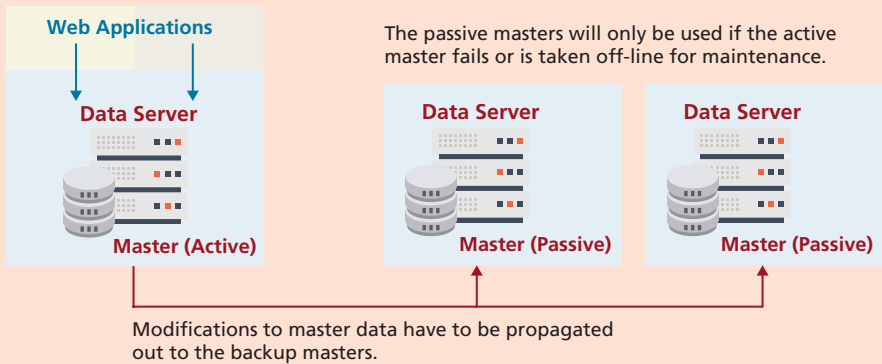 Web Applications
The passive masters will only be used if the active
master fails or is taken off-line for maintenance.
Data Server
Data Server
Data Server
Master (Active)
Master (Passive)
Master (Passive)
Modifications to master data have to be propagated
out to the backup masters.